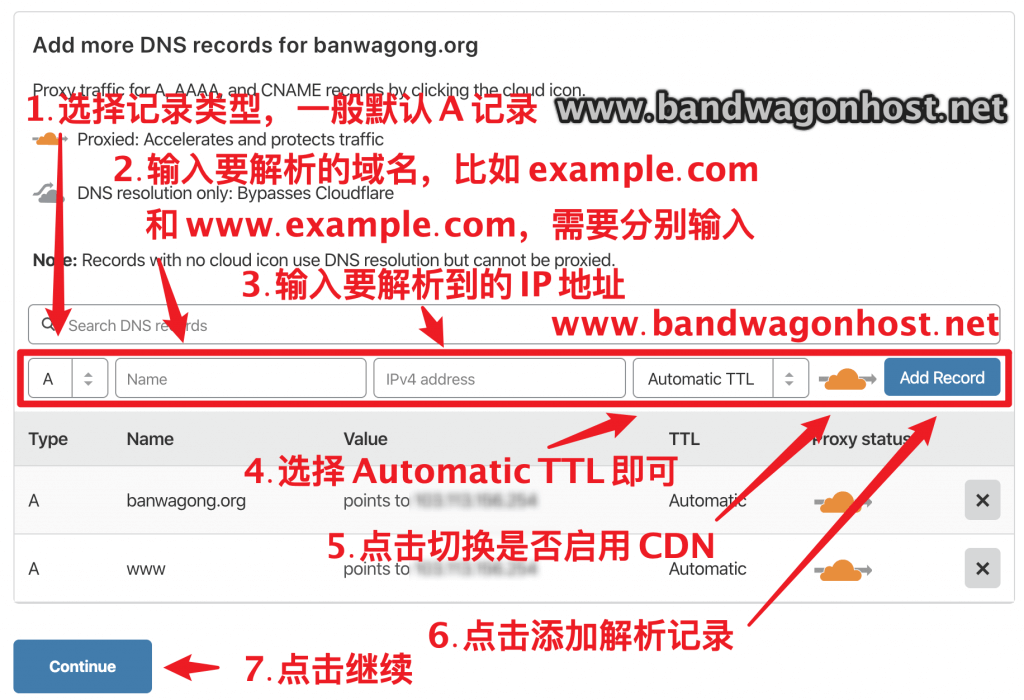 Add more DNS records for banwagong.org
Proxy traffic for A, AAAA, and CNAME records by clicking the cloud icon.
1.选择记录类型，一般默认 A 记录
www.bandwagonhost.net
Proxied: Accelerates and protects traffic
2.输入要解析的域名，比如 example.com
DNS resolution only: Bypasses Cloudflare
和 www.example.com，需要分别输入
Note: Records with no cloud icon use DNS resolution but cannot be proxied.
3.输入要解析到的 IP 地址
Search DNS records
www.bandwagonhost.net
A Name IPv4 address Automatic TTL Add Record
Type Name Value TTL Proxy status
4.选择 Automatic TTL 即可
A banwagong.org points to Automatic
5.点击切换是否启用 CDN
A www points to Automatic
6.点击添加解析记录
Continue
7.点击继续